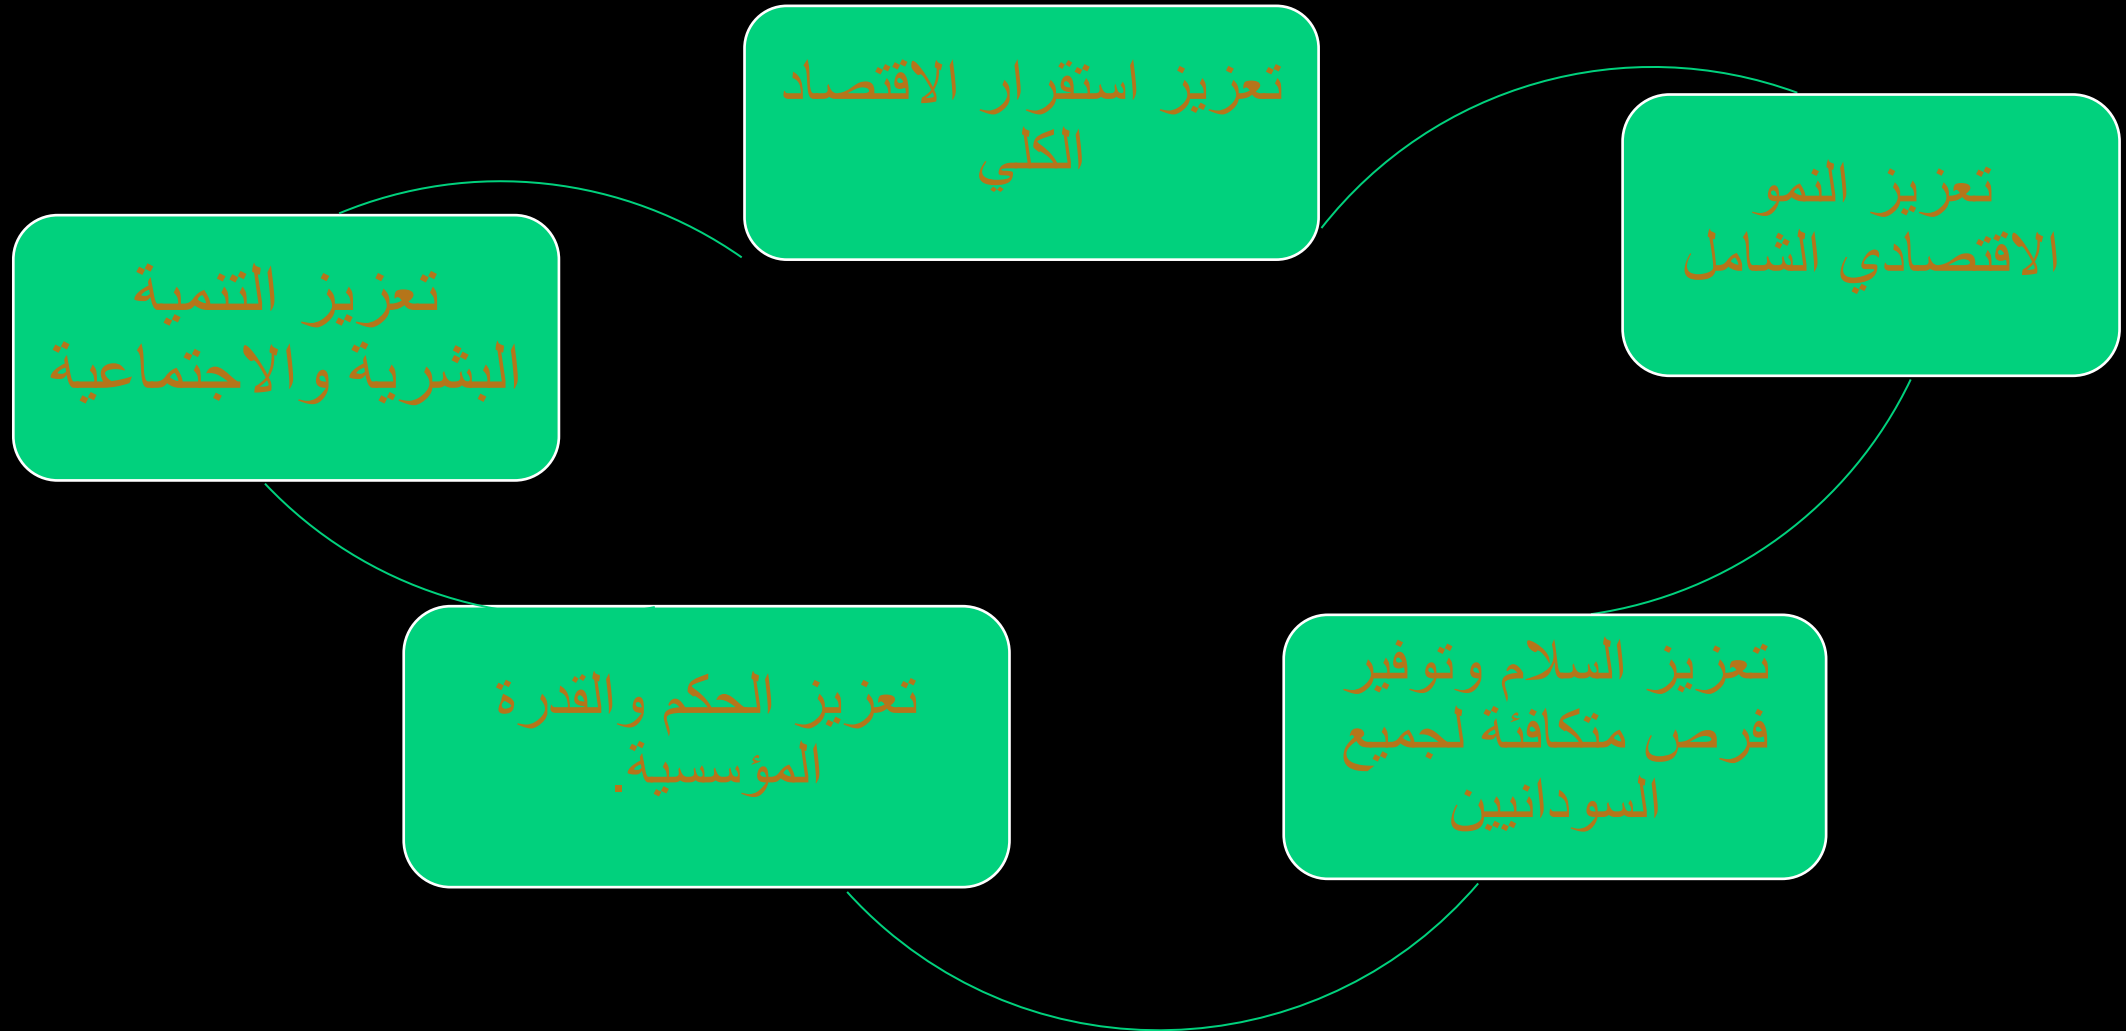 تعزيز استقرار الاقتصاد
الكلي
تعزيز النمو
الاقتصادي الشامل
تعزيز السلام وتوفير
فرص متكافئة لجميع
السودانيين
تعزيز الحكم والقدرة
المؤسسية.
تعزيز التنمية
البشرية والاجتماعية